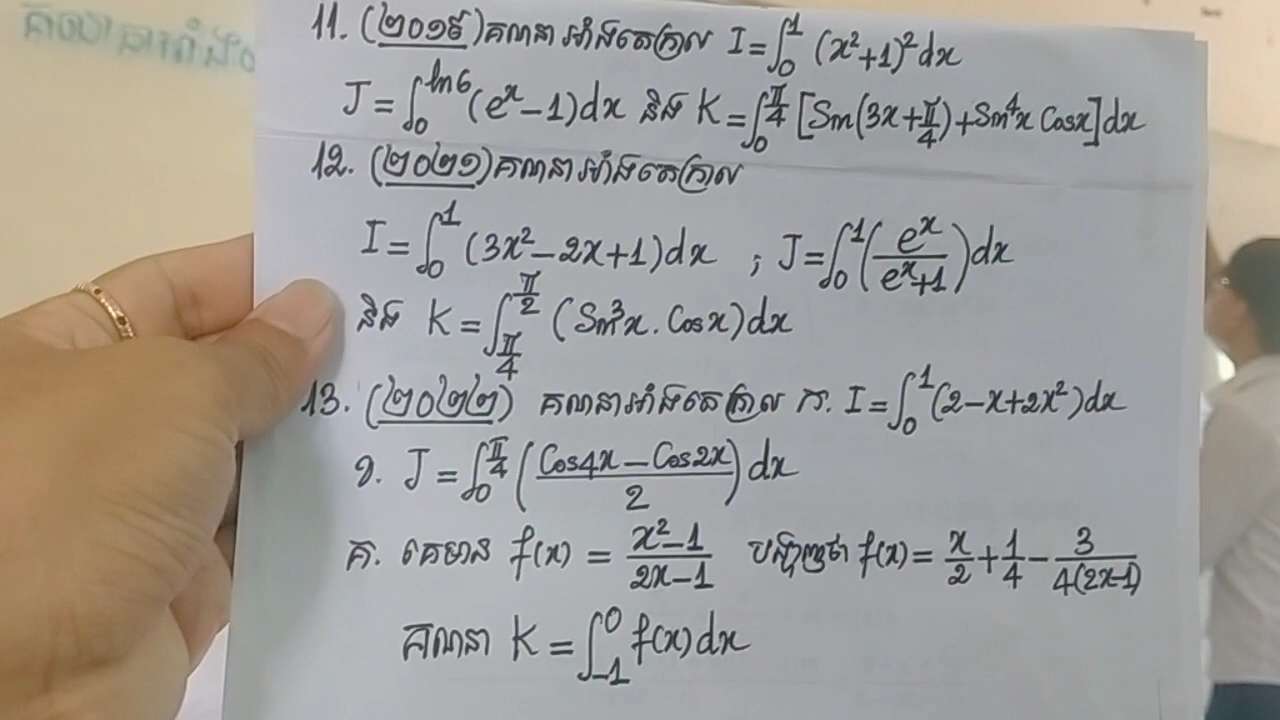 11. (២០១៩) គណនាអាំងតេក្រាល I = ∫₀¹ (x²+1)² dx
J = ∫₀^{ln6} (eˣ − 1)dx និង K = ∫₀^{π/4} [Sin(3x + π/4) + Sin⁴x Cosx] dx
12. (២០២១) គណនាអាំងតេក្រាល
I = ∫₀¹ (3x² − 2x + 1)dx ; J = ∫₀¹ (eˣ/(eˣ+1)) dx
និង K = ∫_{π/4}^{π/2} (Sin³x . Cosx) dx
13. (២០២២) គណនាអាំងតេក្រាល ក. I = ∫₀¹ (2 − x + 2x²)dx
ខ. J = ∫₀^{π/4} ((Cos4x − Cos2x)/2) dx
គ. គេមាន f(x) = (x² − 1)/(2x − 1) បង្ហាញថា f(x) = x/2 + 1/4 − 3/(4(2x−1))
គណនា K = ∫₋₁⁰ f(x)dx